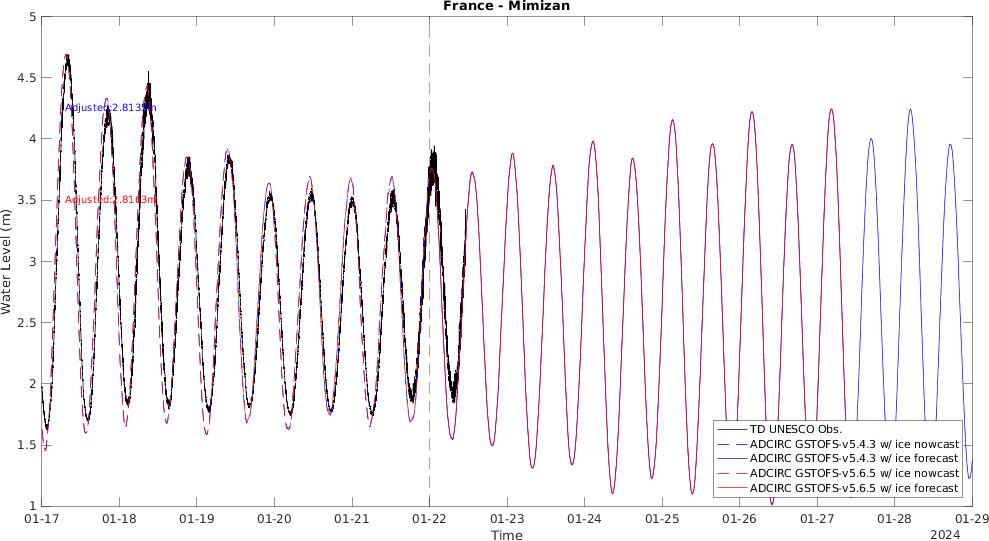 France - Mimizan
5
4.5
4
3.5
3
2.5
2
1.5
1
Water Level (m)
Adjusted:2.8163m
TD UNESCO Obs.
ADCIRC GSTOFS-v5.4.3 w/ ice nowcast
ADCIRC GSTOFS-v5.4.3 w/ ice forecast
ADCIRC GSTOFS-v5.6.5 w/ ice nowcast
ADCIRC GSTOFS-v5.6.5 w/ ice forecast
01-17 01-18 01-19 01-20 01-21 01-22 01-23 01-24 01-25 01-26 01-27 01-28 01-29
Time
2024